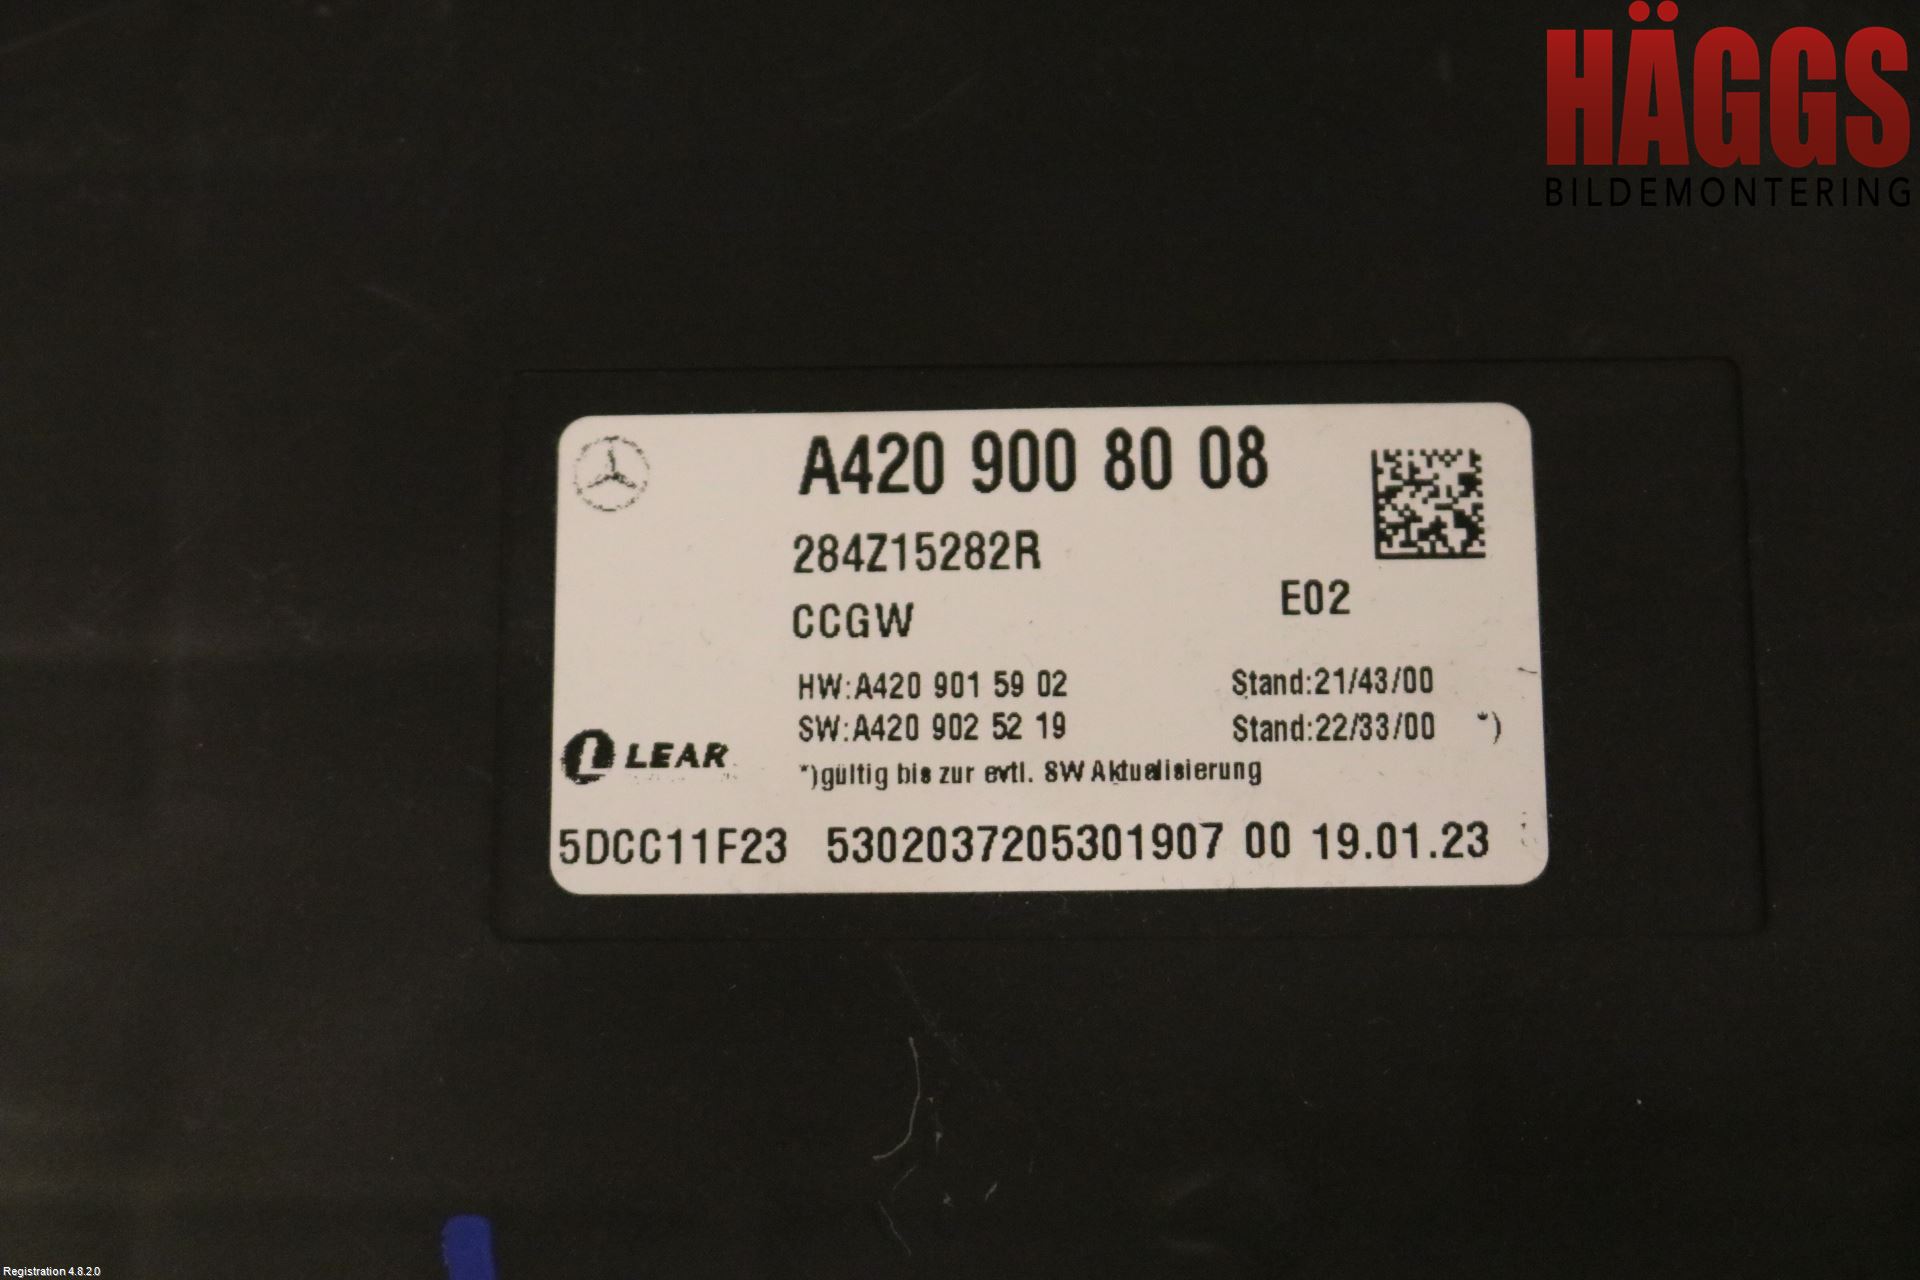 HÄGGS
BILDEMONTERING
A420 900 80 08
284Z15282R
CCGW
E02
HW:A420 901 59 02 Stand:21/43/00
SW:A420 902 52 19 Stand:22/33/00 *)
*)gültig bis zur evtl. SW Aktualisierung
LEAR
5DCC11F23 5302037205301907 00 19.01.23
Registration 4.8.2.0